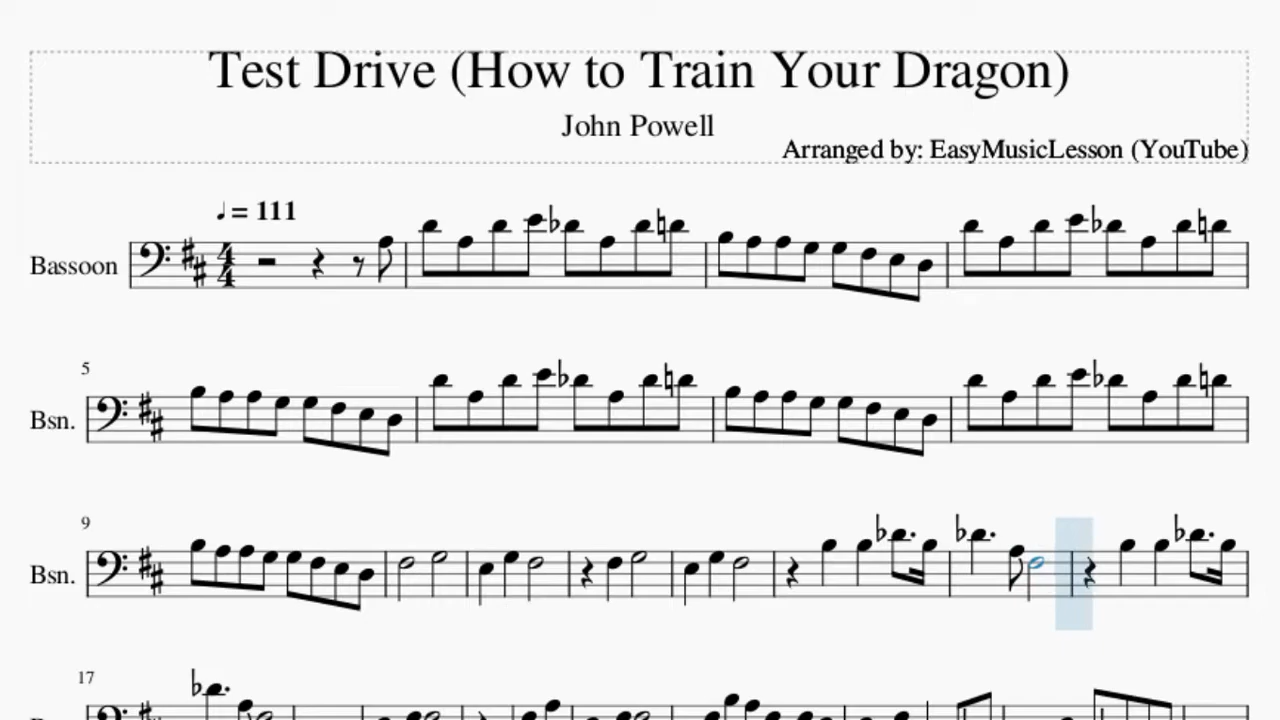 Test Drive (How to Train Your Dragon)
John Powell
Arranged by: EasyMusicLesson (YouTube)
♩ = 111
Bassoon
5
Bsn.
9
Bsn.
17